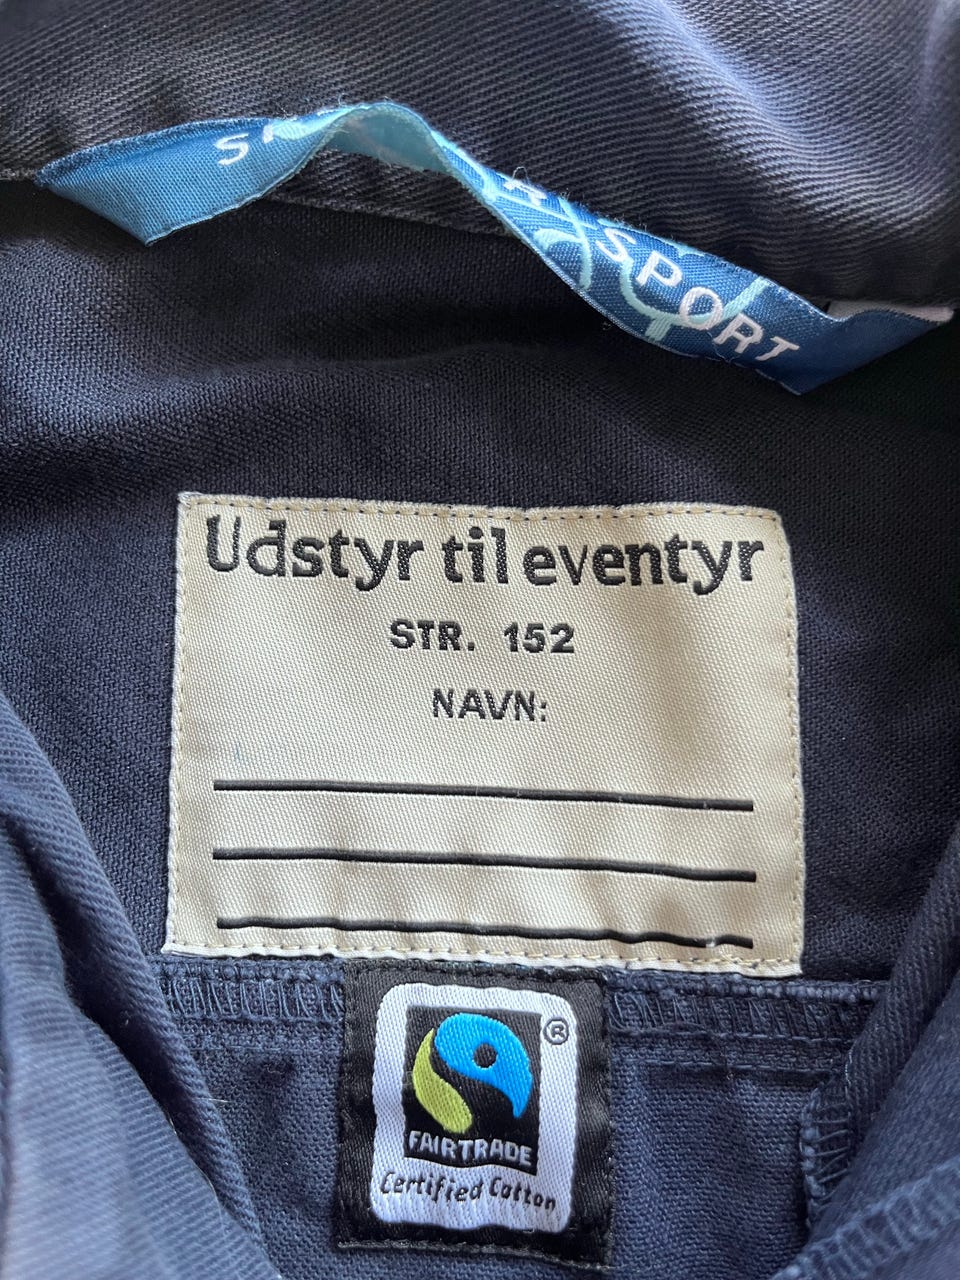 SPORT
Udstyr til eventyr
STR. 152
NAVN:
®
FAIRTRADE
Certified Cotton